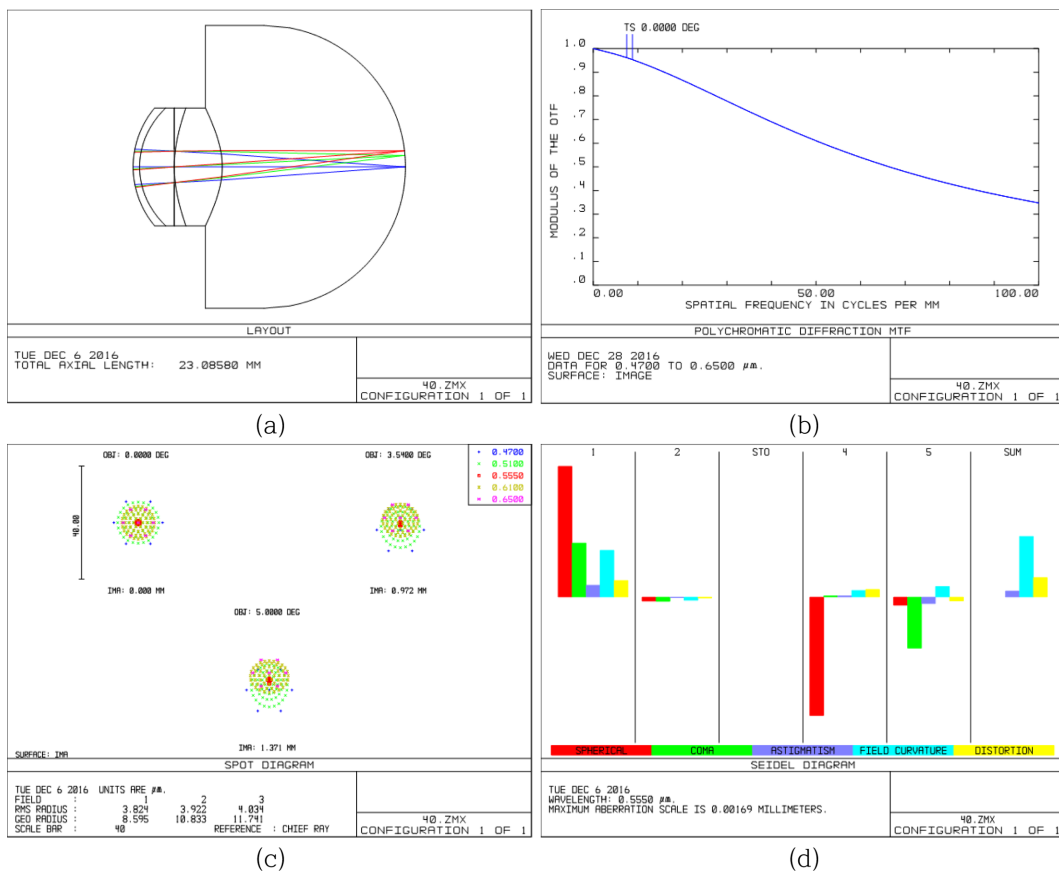 LAYOUT
TUE DEC 6 2016
TOTAL AXIAL LENGTH: 23.08580 MM
40.ZMX
CONFIGURATION 1 OF 1
(a)
TS 0.0000 DEG
1.0
.9
.8
.7
.6
.5
.4
.3
.2
.1
.0
MODULUS OF THE OTF
0.00 50.00 100.00
SPATIAL FREQUENCY IN CYCLES PER MM
POLYCHROMATIC DIFFRACTION MTF
WED DEC 28 2016
DATA FOR 0.4700 TO 0.6500 µm.
SURFACE: IMAGE
40.ZMX
CONFIGURATION 1 OF 1
(b)
OBJ: 0.0000 DEG
OBJ: 3.5400 DEG
0.4700
0.5100
0.5550
0.6100
0.6500
40.00
IMA: 0.000 MM
IMA: 0.972 MM
OBJ: 5.0000 DEG
IMA: 1.371 MM
SURFACE: IMA
SPOT DIAGRAM
TUE DEC 6 2016 UNITS ARE µm.
FIELD : 1 2 3
RMS RADIUS : 3.824 3.922 4.034
GEO RADIUS : 8.595 10.833 11.741
SCALE BAR : 40 REFERENCE : CHIEF RAY
40.ZMX
CONFIGURATION 1 OF 1
(c)
1 2 STO 4 5 SUM
SPHERICAL COMA ASTIGMATISM FIELD CURVATURE DISTORTION
SEIDEL DIAGRAM
TUE DEC 6 2016
WAVELENGTH: 0.5550 µm.
MAXIMUM ABERRATION SCALE IS 0.00169 MILLIMETERS.
40.ZMX
CONFIGURATION 1 OF 1
(d)